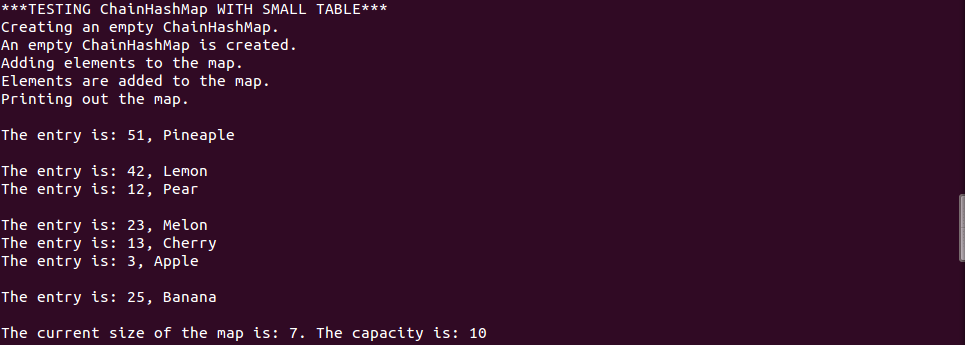 ***TESTING ChainHashMap WITH SMALL TABLE***
Creating an empty ChainHashMap.
An empty ChainHashMap is created.
Adding elements to the map.
Elements are added to the map.
Printing out the map.
The entry is: 51, Pineaple
The entry is: 42, Lemon
The entry is: 12, Pear
The entry is: 23, Melon
The entry is: 13, Cherry
The entry is: 3, Apple
The entry is: 25, Banana
The current size of the map is: 7. The capacity is: 10